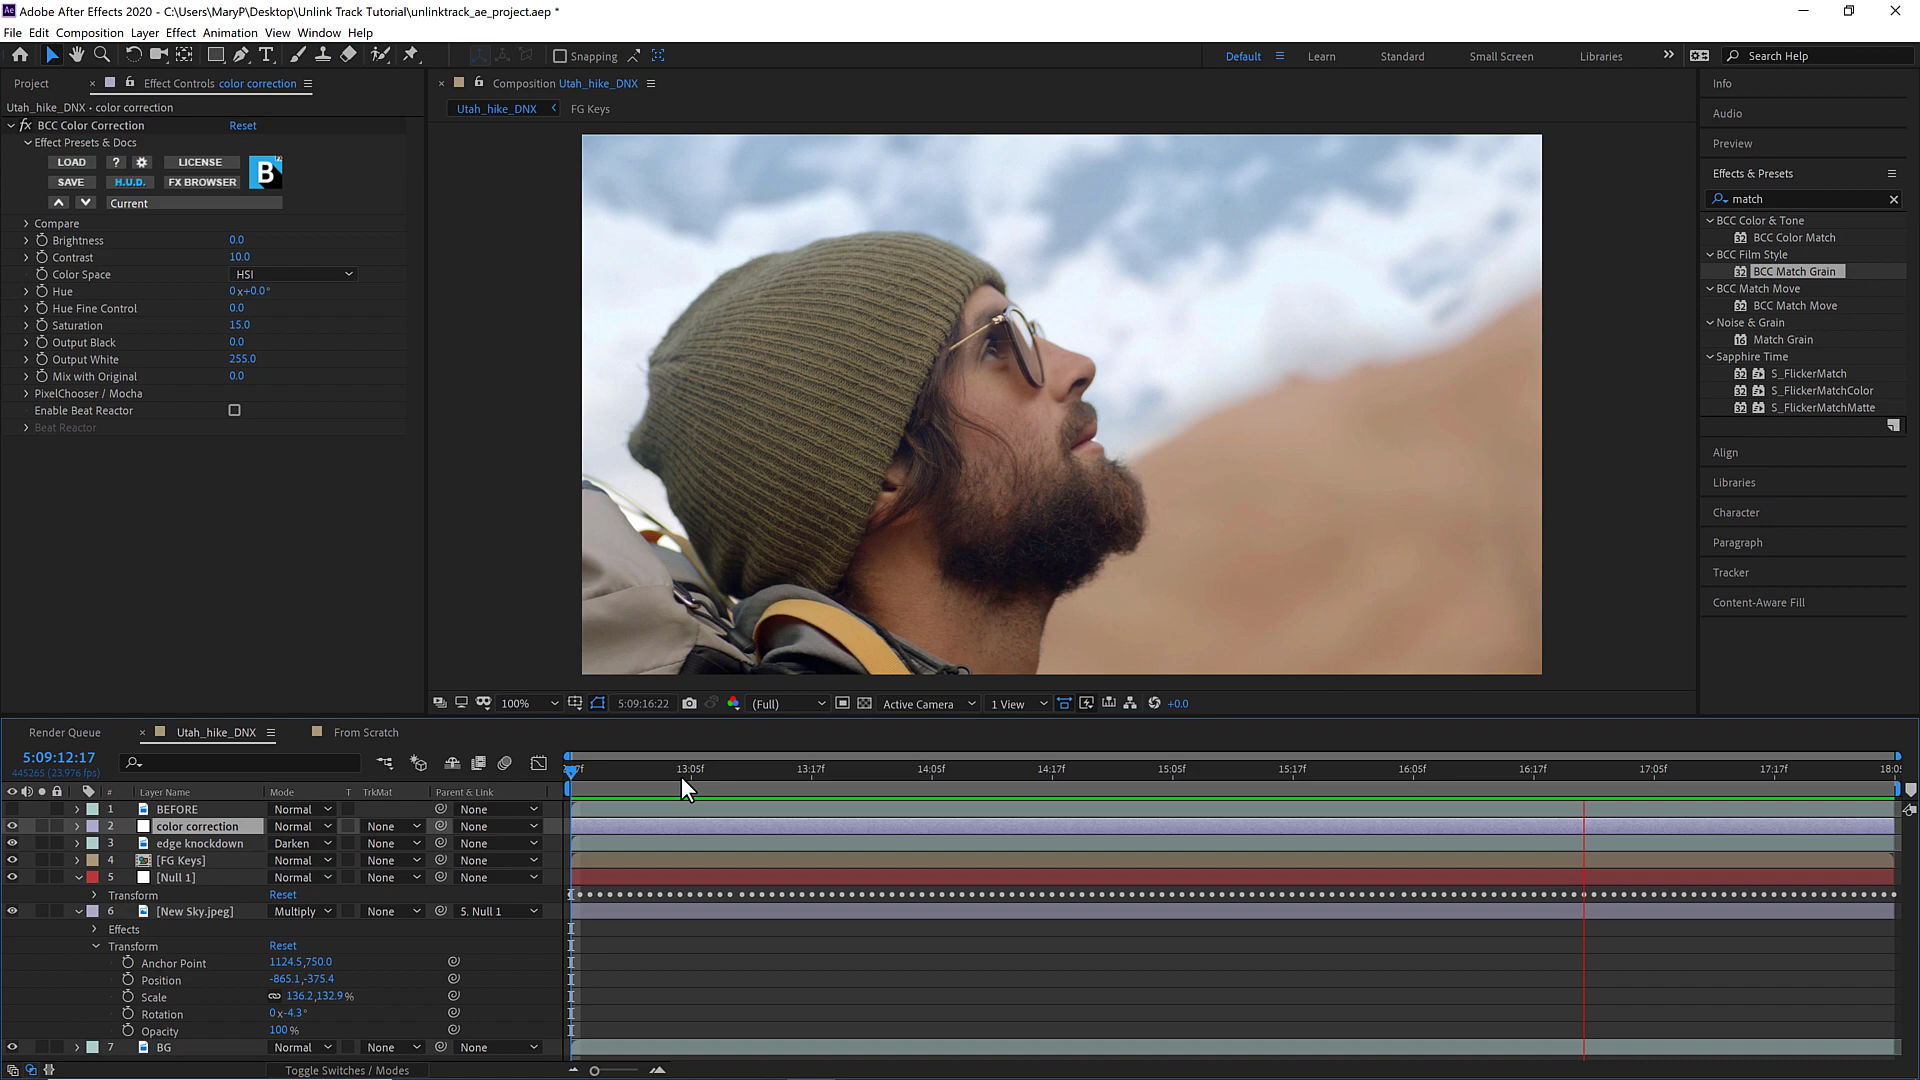 Adobe After Effects 2020 - C:\Users\MaryP\Desktop\Unlink Track Tutorial\unlinktrack_ae_project.aep *
File Edit Composition Layer Effect Animation View Window Help
Snapping
Default Learn Standard Small Screen Libraries Search Help
Project Effect Controls color correction
Utah_hike_DNX • color correction
fx BCC Color Correction Reset
Effect Presets & Docs
LOAD ? LICENSE B
SAVE H.U.D. FX BROWSER
Current
Compare
Brightness 0.0
Contrast 10.0
Color Space HSI
Hue 0x+0.0°
Hue Fine Control 0.0
Saturation 15.0
Output Black 0.0
Output White 255.0
Mix with Original 0.0
PixelChooser / Mocha
Enable Beat Reactor
Beat Reactor
Composition Utah_hike_DNX
Utah_hike_DNX FG Keys
100% 5:09:16:22 (Full) Active Camera 1 View +0.0
Info
Audio
Preview
Effects & Presets
match
BCC Color & Tone
BCC Color Match
BCC Film Style
BCC Match Grain
BCC Match Move
BCC Match Move
Noise & Grain
Match Grain
Sapphire Time
S_FlickerMatch
S_FlickerMatchColor
S_FlickerMatchMatte
Align
Libraries
Character
Paragraph
Tracker
Content-Aware Fill
Render Queue Utah_hike_DNX From Scratch
5:09:12:17
445265 (23.976 fps)
13:05f 13:17f 14:05f 14:17f 15:05f 15:17f 16:05f 16:17f 17:05f 17:17f
# Layer Name Mode T TrkMat Parent & Link
1 BEFORE Normal None
2 color correction Normal None None
3 edge knockdown Darken None None
4 [FG Keys] Normal None None
5 [Null 1] Normal None None
Transform Reset
6 [New Sky.jpeg] Multiply None 5. Null 1
Effects
Transform Reset
Anchor Point 1124.5,750.0
Position -865.1,-375.4
Scale 136.2,132.9%
Rotation 0x-4.3°
Opacity 100%
7 BG Normal None None
Toggle Switches / Modes